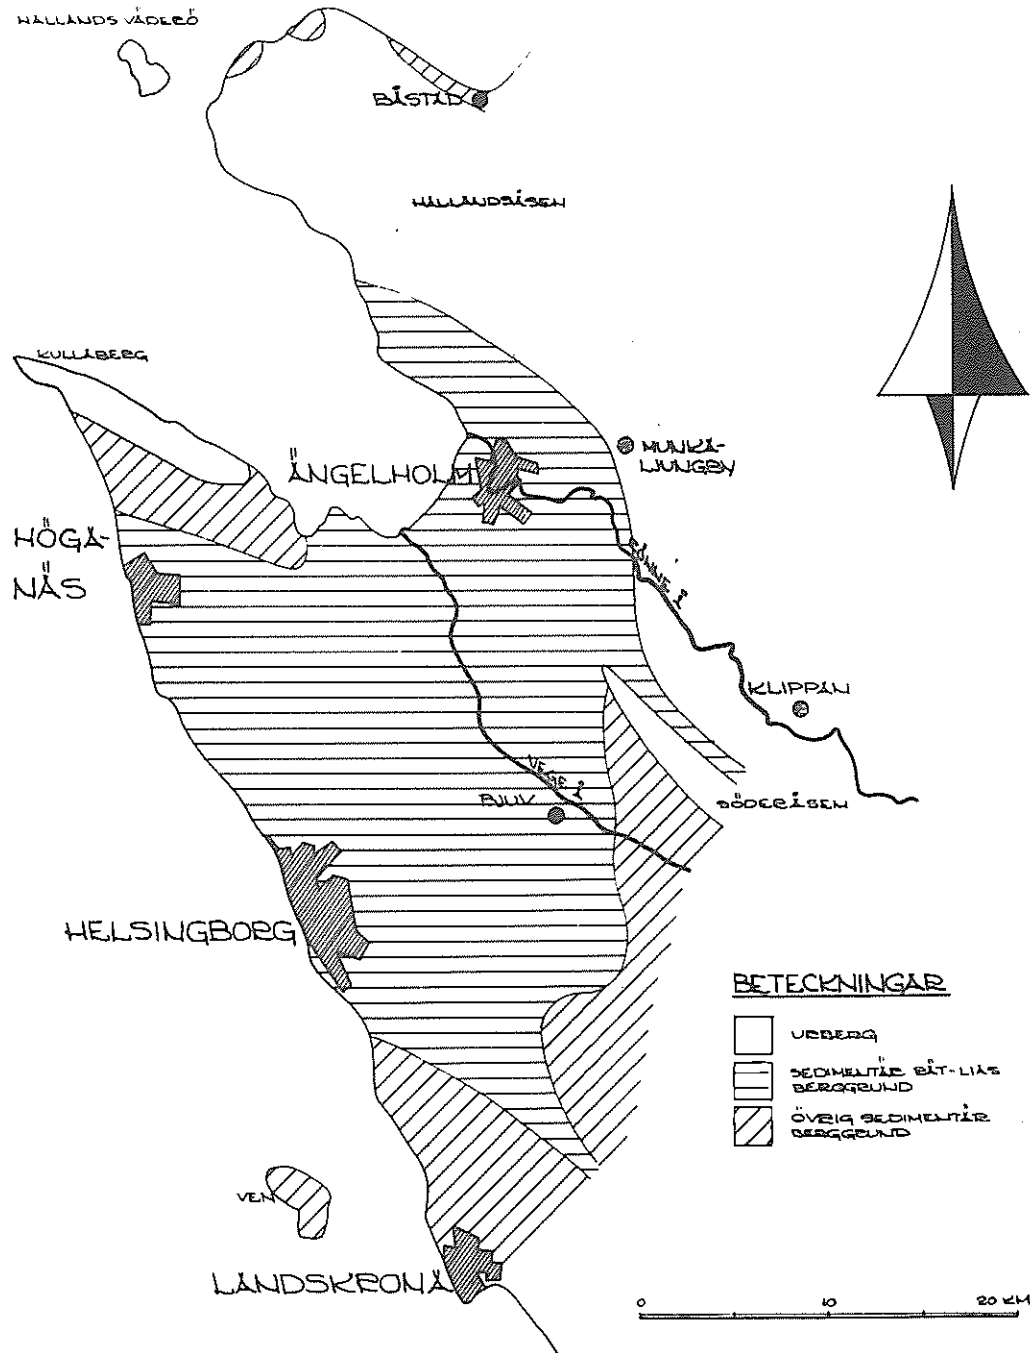 HALLANDS VÄDERÖ
BÅSTAD
HALLANDSÅSEN
KULLABERG
MUNKA-
LJUNGBY
ÄNGELHOLM
HÖGA-
NÄS
RÖNNE Å
KLIPPAN
VEGE Å
BJUV
SÖDERÅSEN
HELSINGBORG
BETECKNINGAR
URBERG
SEDIMENTÄR RÄT-LIAS
BERGGRUND
ÖVRIG SEDIMENTÄR
BERGGRUND
VEN
LANDSKRONA
0 10 20 KM